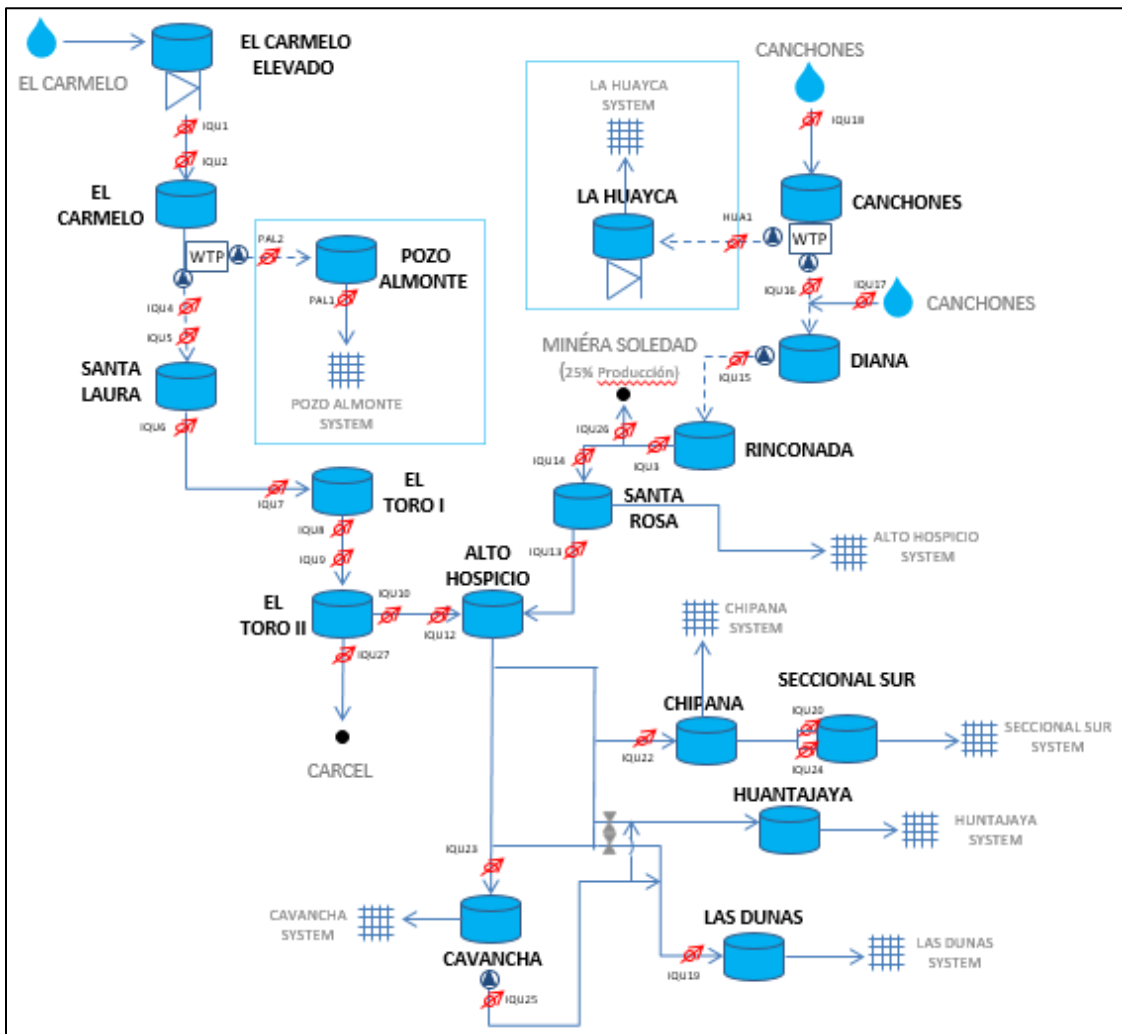 EL CARMELO
EL CARMELO
ELEVADO
IQU1
IQU2
EL
CARMELO
WTP
PAL2
POZO
ALMONTE
PAL1
POZO ALMONTE
SYSTEM
IQU4
IQU5
SANTA
LAURA
IQU6
IQU7
EL
TORO I
IQU8
IQU9
EL
TORO II
IQU10
IQU12
IQU27
CARCEL
ALTO
HOSPICIO
LA HUAYCA
SYSTEM
LA HUAYCA
HUA1
CANCHONES
IQU18
CANCHONES
WTP
IQU16
IQU17
CANCHONES
DIANA
IQU15
MINÉRA SOLEDAD
(25% Producción)
IQU26
IQU3
RINCONADA
IQU14
SANTA
ROSA
IQU13
ALTO HOSPICIO
SYSTEM
CHIPANA
SYSTEM
CHIPANA
IQU22
SECCIONAL SUR
IQU20
IQU24
SECCIONAL SUR
SYSTEM
HUANTAJAYA
HUNTAJAYA
SYSTEM
IQU23
CAVANCHA
SYSTEM
CAVANCHA
IQU25
LAS DUNAS
IQU19
LAS DUNAS
SYSTEM